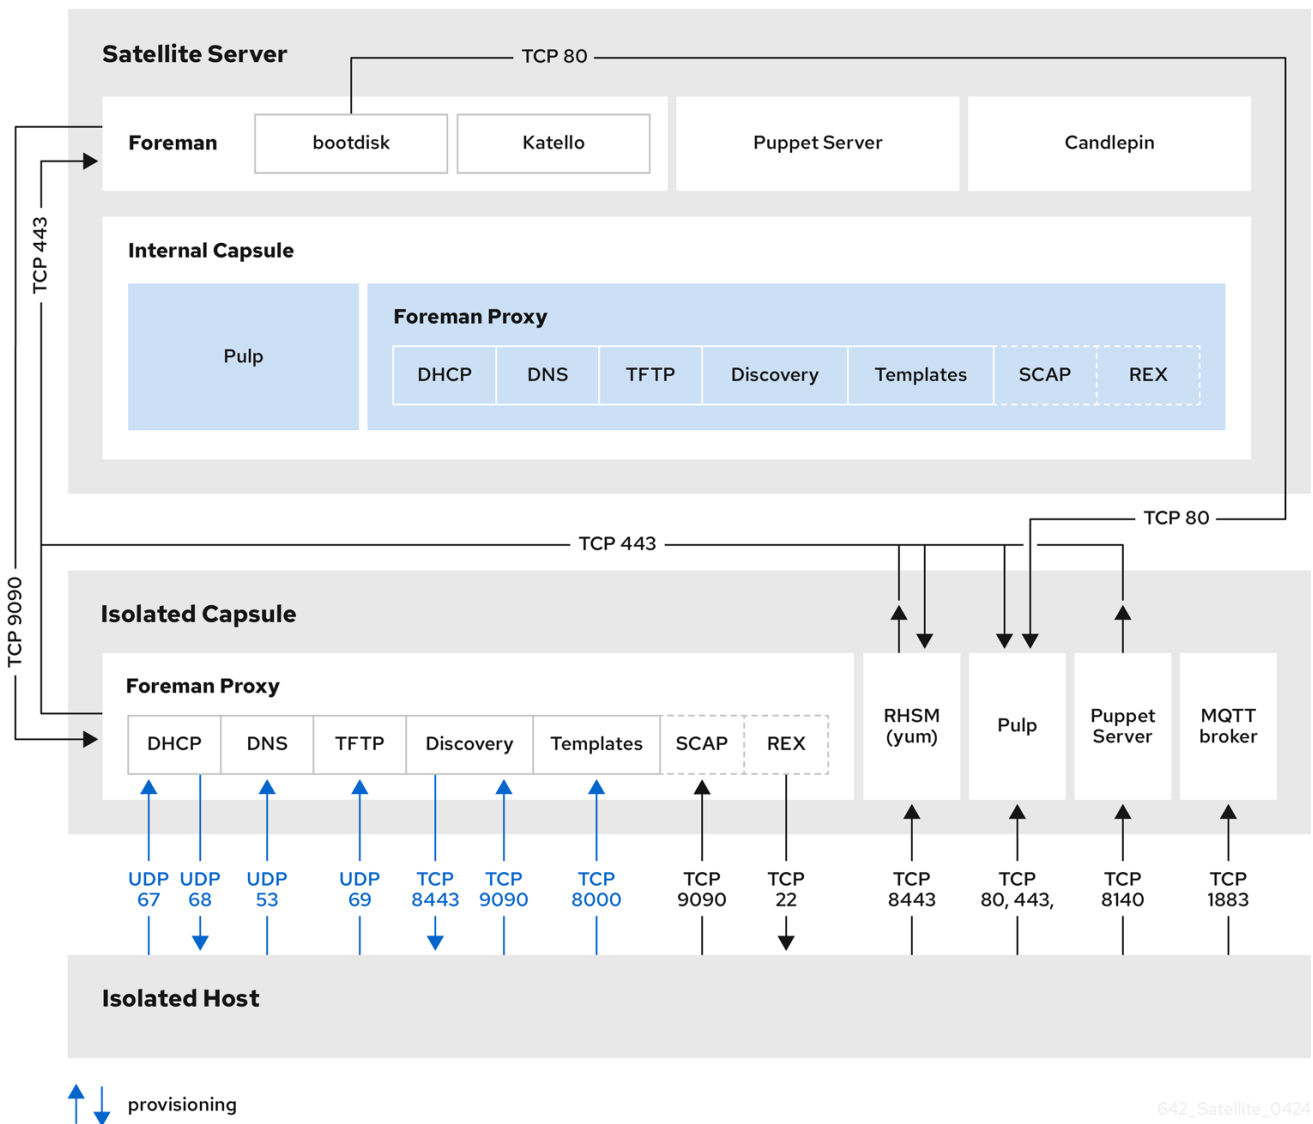 Satellite Server
TCP 80
Foreman
bootdisk
Katello
Puppet Server
Candlepin
TCP 443
Internal Capsule
Pulp
Foreman Proxy
DHCP
DNS
TFTP
Discovery
Templates
SCAP
REX
TCP 80
TCP 443
TCP 9090
Isolated Capsule
Foreman Proxy
DHCP
DNS
TFTP
Discovery
Templates
SCAP
REX
RHSM
(yum)
Pulp
Puppet
Server
MQTT
broker
UDP
67
UDP
68
UDP
53
UDP
69
TCP
8443
TCP
9090
TCP
8000
TCP
9090
TCP
22
TCP
8443
TCP
80, 443,
TCP
8140
TCP
1883
Isolated Host
provisioning
642_Satellite_0424